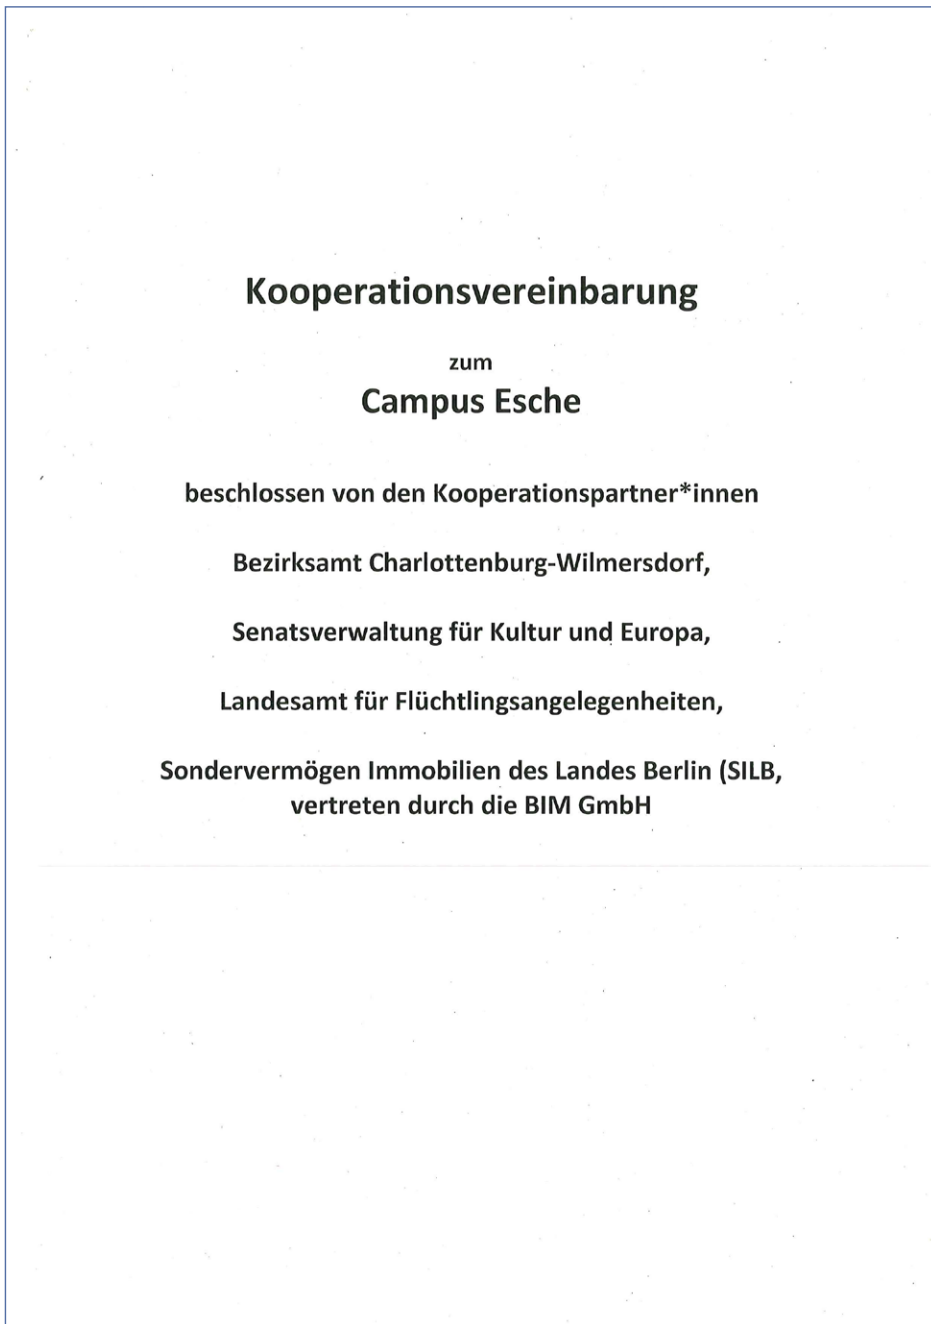 Kooperationsvereinbarung
zum
Campus Esche
beschlossen von den Kooperationspartner*innen
Bezirksamt Charlottenburg-Wilmersdorf,
Senatsverwaltung für Kultur und Europa,
Landesamt für Flüchtlingsangelegenheiten,
Sondervermögen Immobilien des Landes Berlin (SILB,
vertreten durch die BIM GmbH